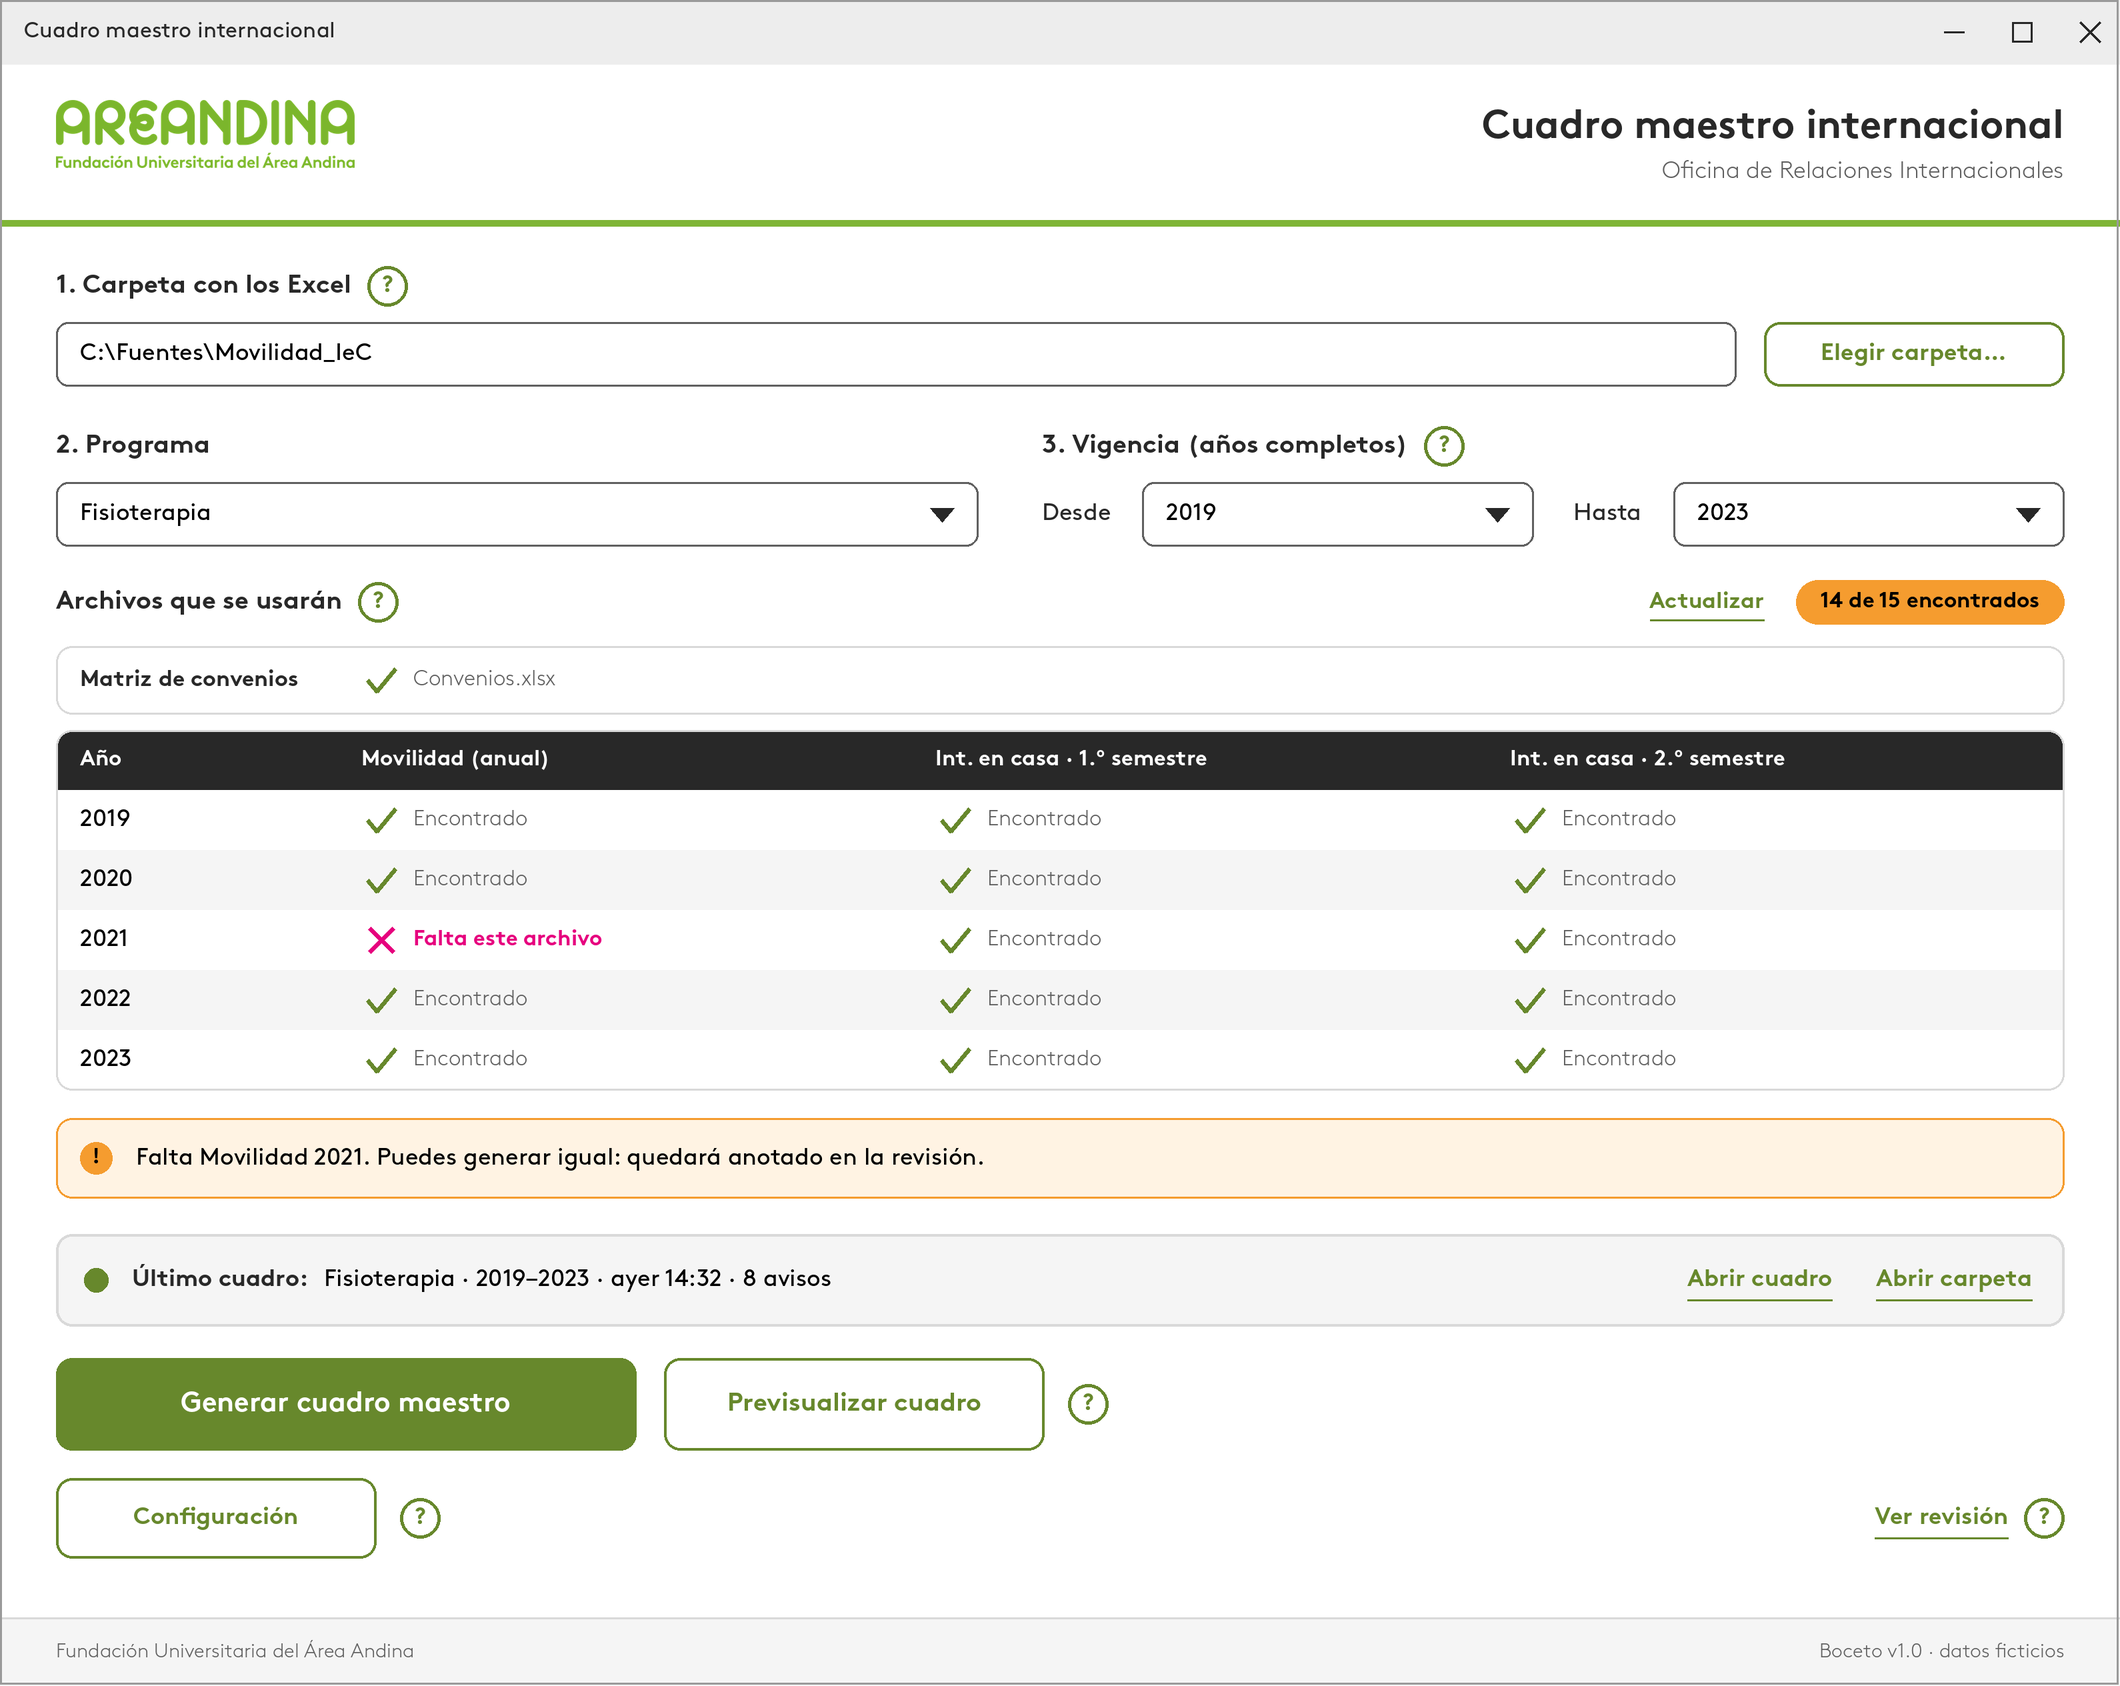 Cuadro maestro internacional
AREANDINA
Fundación Universitaria del Área Andina
Cuadro maestro internacional
Oficina de Relaciones Internacionales
1. Carpeta con los Excel ?
C:\Fuentes\Movilidad_IeC
Elegir carpeta...
2. Programa
3. Vigencia (años completos) ?
Fisioterapia
Desde 2019 Hasta 2023
Archivos que se usarán ?
Actualizar 14 de 15 encontrados
Matriz de convenios Convenios.xlsx
Año Movilidad (anual) Int. en casa · 1.º semestre Int. en casa · 2.º semestre
2019 Encontrado Encontrado Encontrado
2020 Encontrado Encontrado Encontrado
2021 Falta este archivo Encontrado Encontrado
2022 Encontrado Encontrado Encontrado
2023 Encontrado Encontrado Encontrado
! Falta Movilidad 2021. Puedes generar igual: quedará anotado en la revisión.
Último cuadro: Fisioterapia · 2019–2023 · ayer 14:32 · 8 avisos
Abrir cuadro Abrir carpeta
Generar cuadro maestro Previsualizar cuadro ?
Configuración ? Ver revisión ?
Fundación Universitaria del Área Andina
Boceto v1.0 · datos ficticios